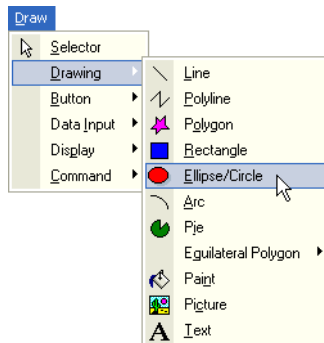 Draw
Selector
Drawing
Button
Data Input
Display
Command
Line
Polyline
Polygon
Rectangle
Ellipse/Circle
Arc
Pie
Eguilateral Polygon
Paint
Picture
A Text